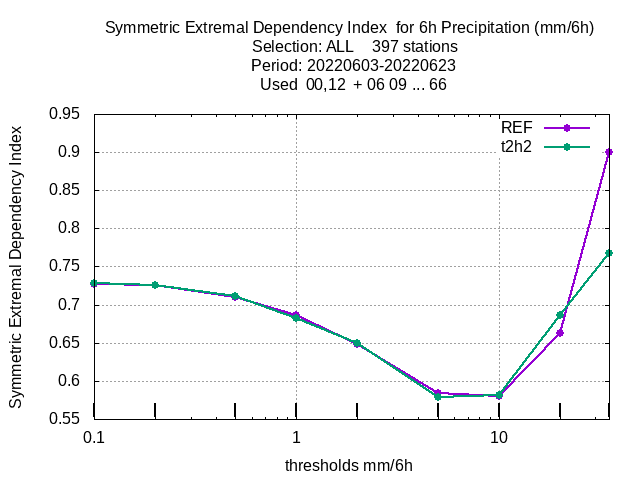 Symmetric Extremal Dependency Index  for 6h Precipitation (mm/6h)
Selection: ALL    397 stations
Period: 20220603-20220623
Used  00,12  + 06 09 ... 66
REF
t2h2
Symmetric Extremal Dependency Index
0.95
0.9
0.85
0.8
0.75
0.7
0.65
0.6
0.55
0.1
1
10
thresholds mm/6h